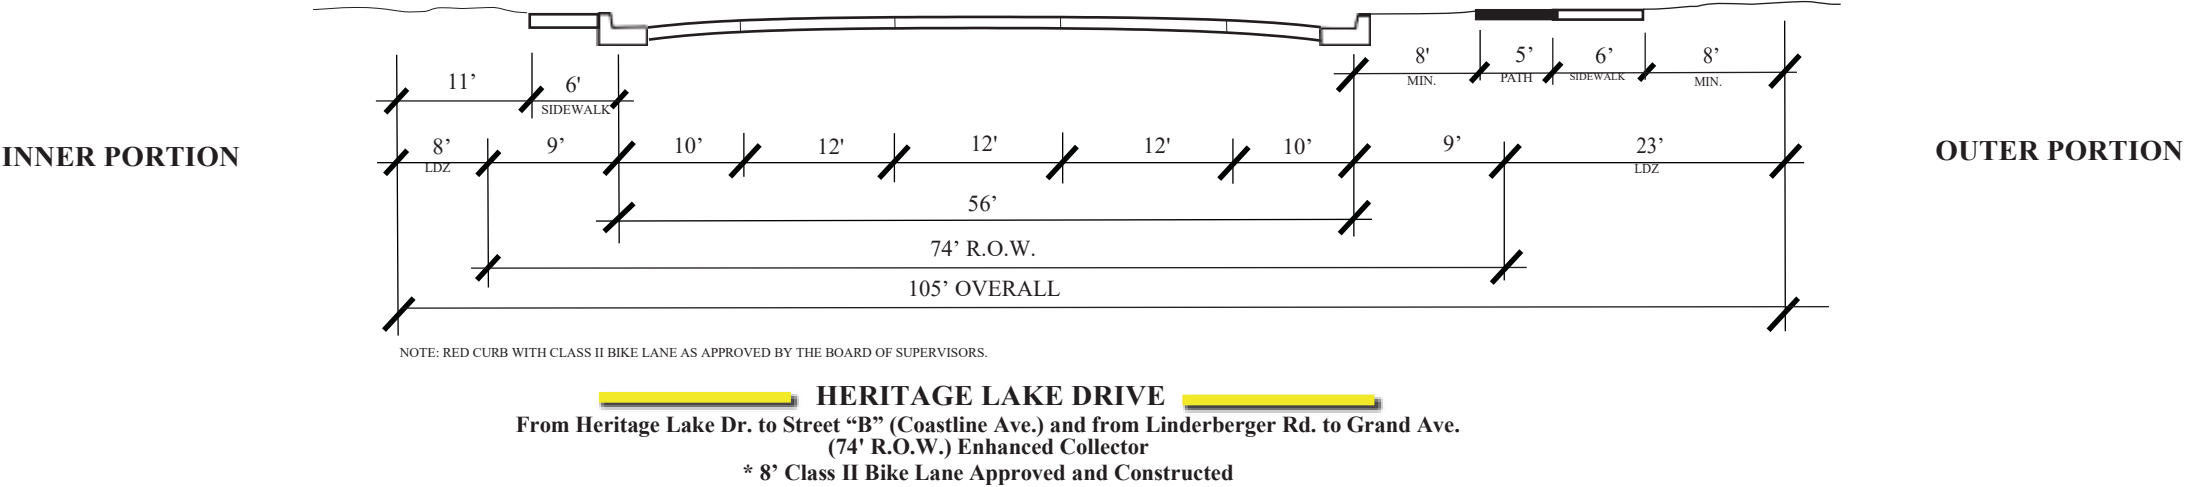 8' 5’ 6’ 8’
MIN. PATH SIDEWALK MIN.
11’ 6'
SIDEWALK
INNER PORTION 8’ 9’ 10’ 12' 12' 12' 10’ 9’ 23’ OUTER PORTION
LDZ LDZ
56’
74’ R.O.W.
105’ OVERALL
NOTE: RED CURB WITH CLASS II BIKE LANE AS APPROVED BY THE BOARD OF SUPERVISORS.
HERITAGE LAKE DRIVE
From Heritage Lake Dr. to Street “B” (Coastline Ave.) and from Linderberger Rd. to Grand Ave.
(74' R.O.W.) Enhanced Collector
* 8’ Class II Bike Lane Approved and Constructed